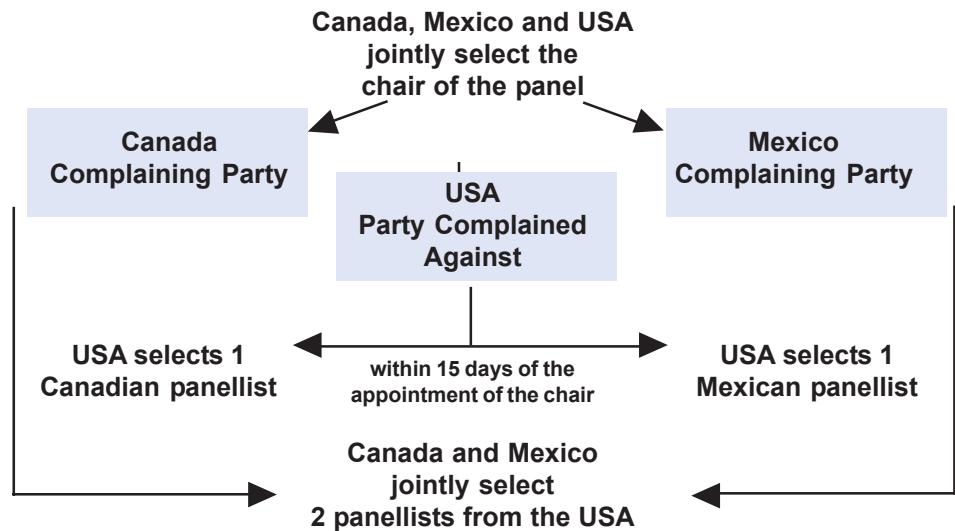 Canada, Mexico and USA
jointly select the
chair of the panel
Canada
Complaining Party
Mexico
Complaining Party
USA
Party Complained
Against
USA selects 1
Canadian panellist
within 15 days of the
appointment of the chair
USA selects 1
Mexican panellist
Canada and Mexico
jointly select
2 panellists from the USA